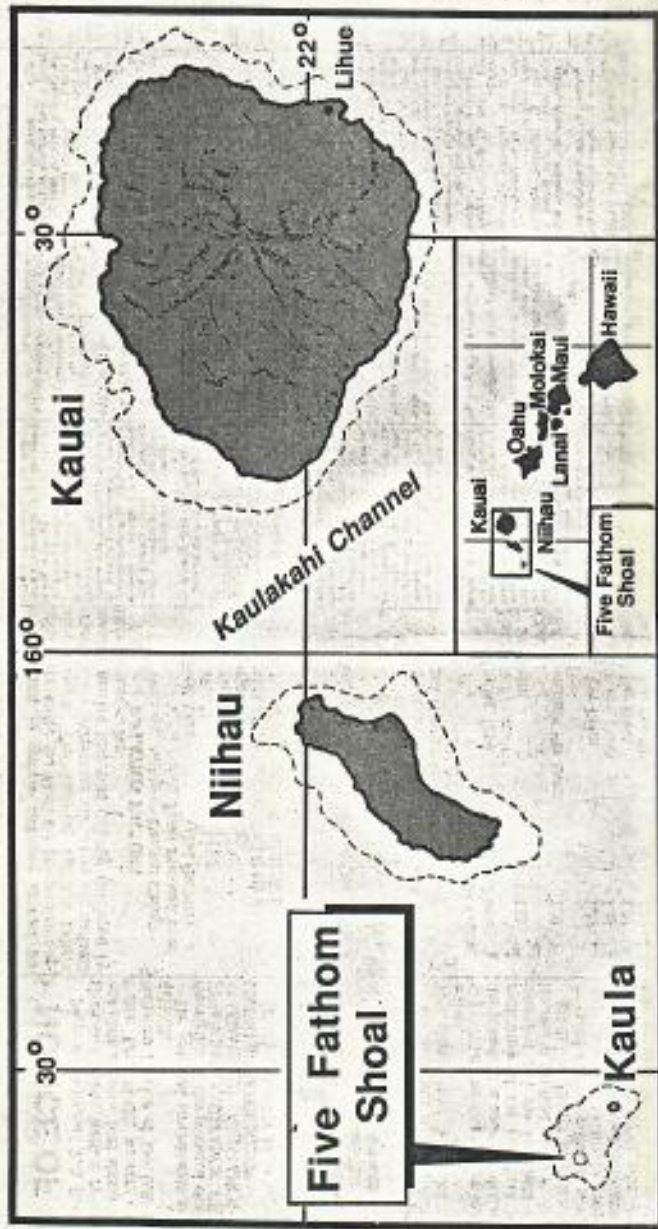 30°
160°
30°
Kauai
22°
Lihue
Kaulakahi Channel
Niihau
Five Fathom
Shoal
Kaula
Kauai
Oahu
Molokai
Maui
Lanai
Niihau
Hawaii
Five Fathom
Shoal